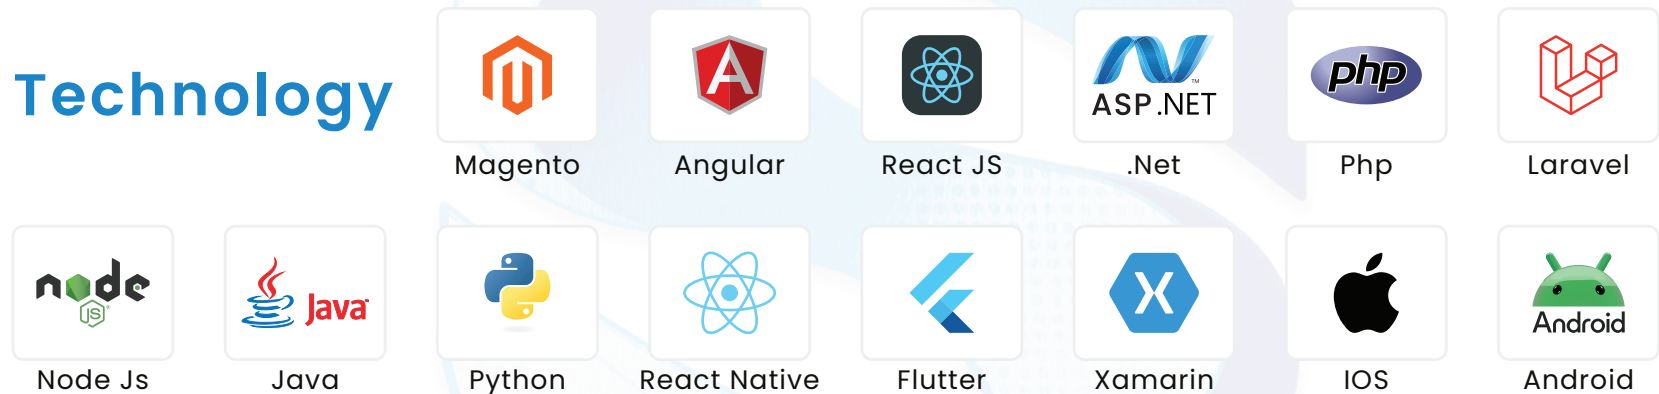 Technology
ASP.NET
php
Magento
Angular
React JS
.Net
Php
Laravel
node
JS
Java
Android
Node Js
Java
Python
React Native
Flutter
Xamarin
IOS
Android